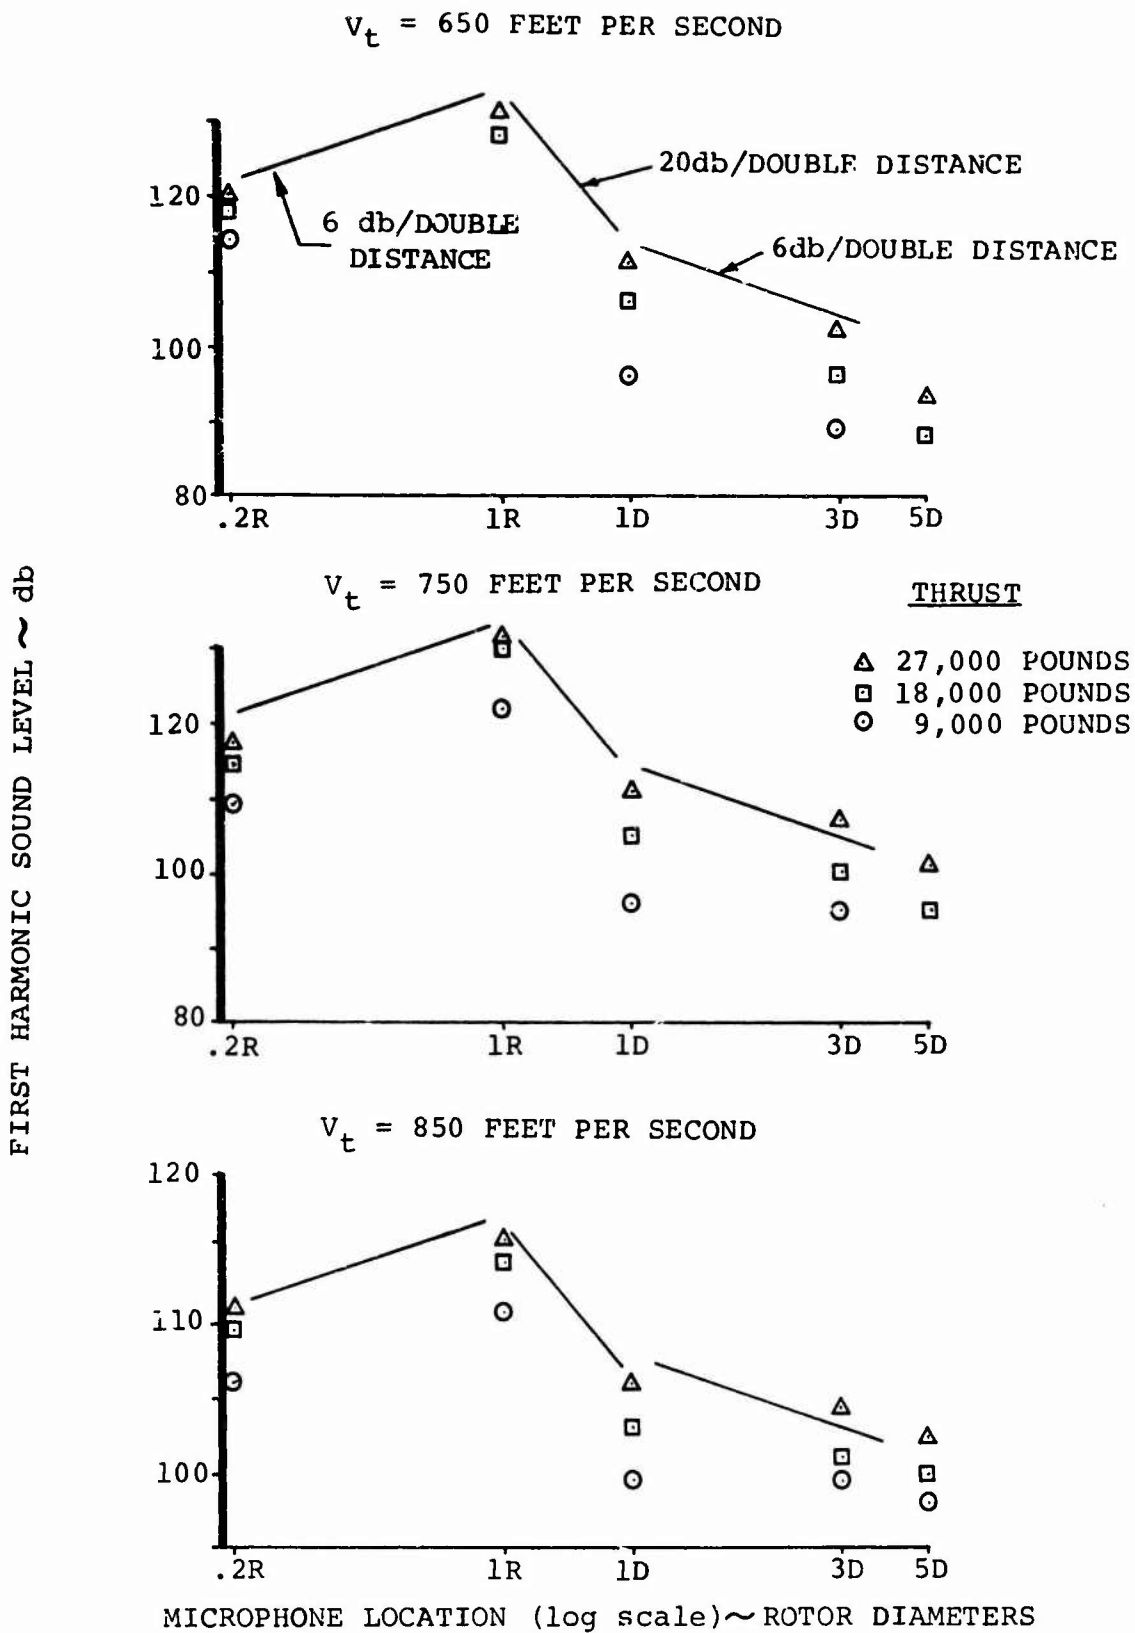 Vt = 650 FEET PER SECOND
120
100
80
6 db/DOUBLE
DISTANCE
20db/DOUBLE DISTANCE
6db/DOUBLE DISTANCE
.2R 1R 1D 3D 5D
FIRST HARMONIC SOUND LEVEL ~ db
Vt = 750 FEET PER SECOND
THRUST
27,000 POUNDS
18,000 POUNDS
9,000 POUNDS
120
100
80
.2R 1R 1D 3D 5D
Vt = 850 FEET PER SECOND
120
110
100
.2R 1R 1D 3D 5D
MICROPHONE LOCATION (log scale)~ROTOR DIAMETERS